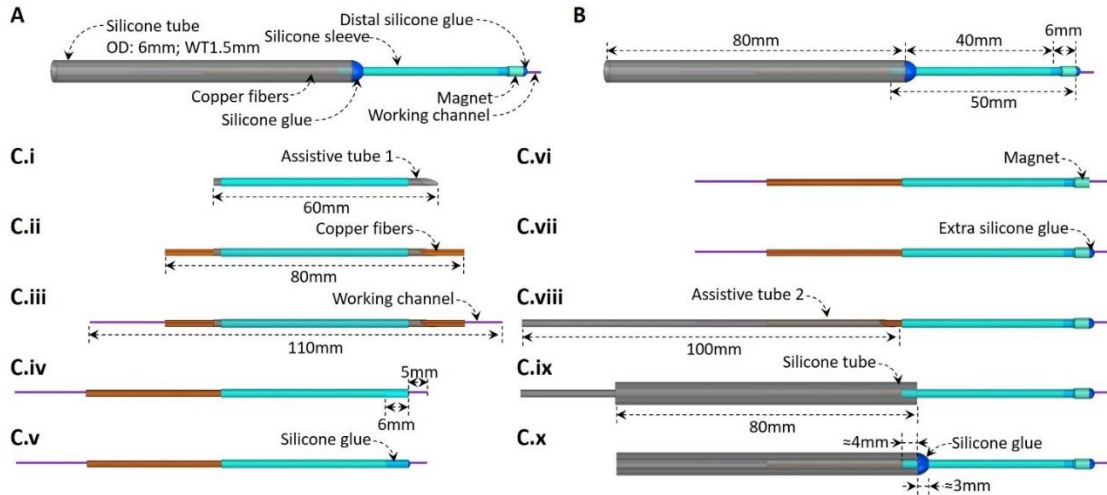 A
Silicone tube
OD: 6mm; WT1.5mm
Silicone sleeve
Distal silicone glue
Copper fibers
Silicone glue
Magnet
Working channel
B
80mm
40mm
6mm
50mm
C.i
Assistive tube 1
60mm
C.ii
Copper fibers
80mm
C.iii
Working channel
110mm
C.iv
5mm
6mm
C.v
Silicone glue
C.vi
Magnet
C.vii
Extra silicone glue
C.viii
Assistive tube 2
100mm
C.ix
Silicone tube
80mm
C.x
≈4mm
Silicone glue
≈3mm